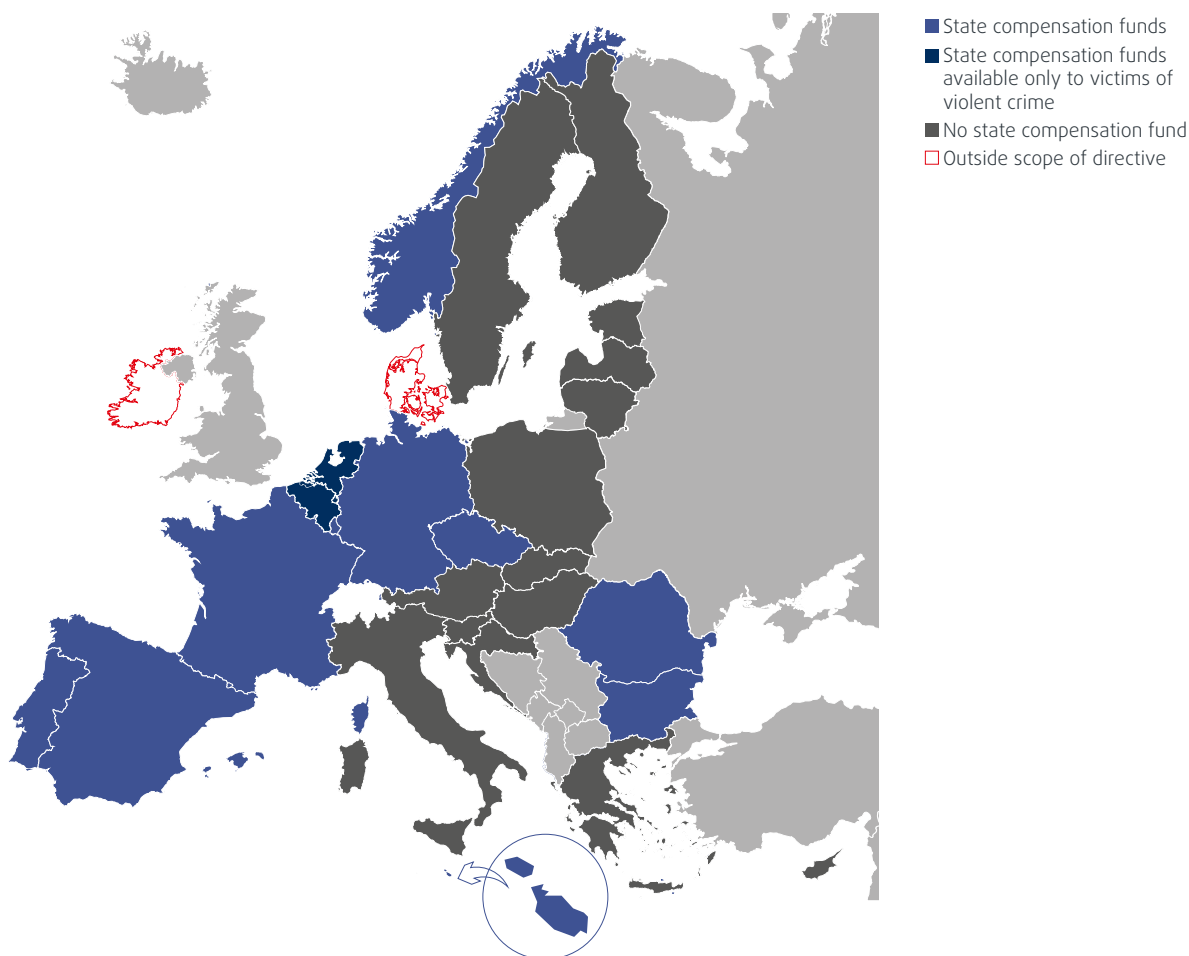 State compensation funds
State compensation funds
available only to victims of
violent crime
No state compensation fund
Outside scope of directive